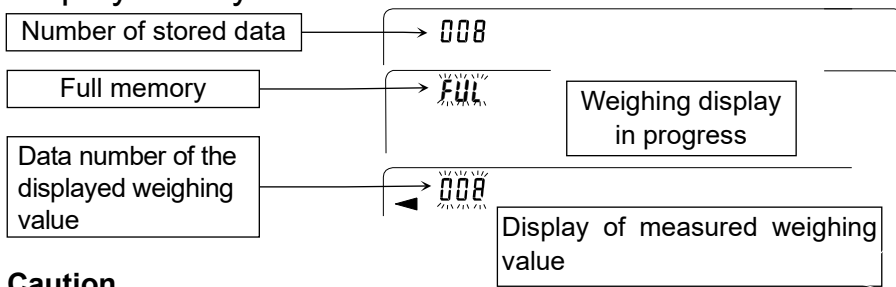 Number of stored data
008
Full memory
FUL
Weighing display
in progress
Data number of the
displayed weighing
value
008
Display of measured weighing
value
Caution